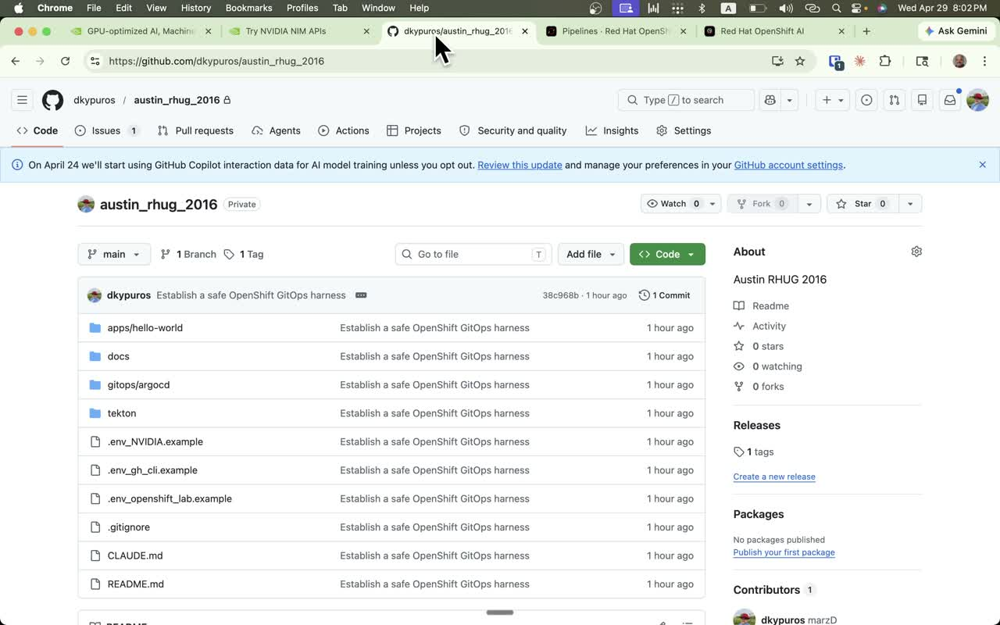 Chrome File Edit View History Bookmarks Profiles Tab Window Help A Wed Apr 29 8:02 PM
GPU-optimized AI, Machin Try NVIDIA NIM APIs dkypuros/austin_rhug_2016 Pipelines · Red Hat OpenSh Red Hat OpenShift AI Ask Gemini
https://github.com/dkypuros/austin_rhug_2016 1
dkypuros / austin_rhug_2016 Type / to search
Code Issues 1 Pull requests Agents Actions Projects Security and quality Insights Settings
On April 24 we'll start using GitHub Copilot interaction data for AI model training unless you opt out. Review this update and manage your preferences in your GitHub account settings.
austin_rhug_2016 Private Watch 0 Fork 0 Star 0
main 1 Branch 1 Tag Go to file T Add file Code
About
Austin RHUG 2016
dkypuros Establish a safe OpenShift GitOps harness 38c968b · 1 hour ago 1 Commit
Readme
apps/hello-world Establish a safe OpenShift GitOps harness 1 hour ago
Activity
0 stars
docs Establish a safe OpenShift GitOps harness 1 hour ago
0 watching
gitops/argocd Establish a safe OpenShift GitOps harness 1 hour ago
0 forks
tekton Establish a safe OpenShift GitOps harness 1 hour ago
Releases
.env_NVIDIA.example Establish a safe OpenShift GitOps harness 1 hour ago
1 tags
.env_gh_cli.example Establish a safe OpenShift GitOps harness 1 hour ago
Create a new release
.env_openshift_lab.example Establish a safe OpenShift GitOps harness 1 hour ago
Packages
.gitignore Establish a safe OpenShift GitOps harness 1 hour ago
No packages published
Publish your first package
CLAUDE.md Establish a safe OpenShift GitOps harness 1 hour ago
README.md Establish a safe OpenShift GitOps harness 1 hour ago
Contributors 1
dkypuros marzD
README